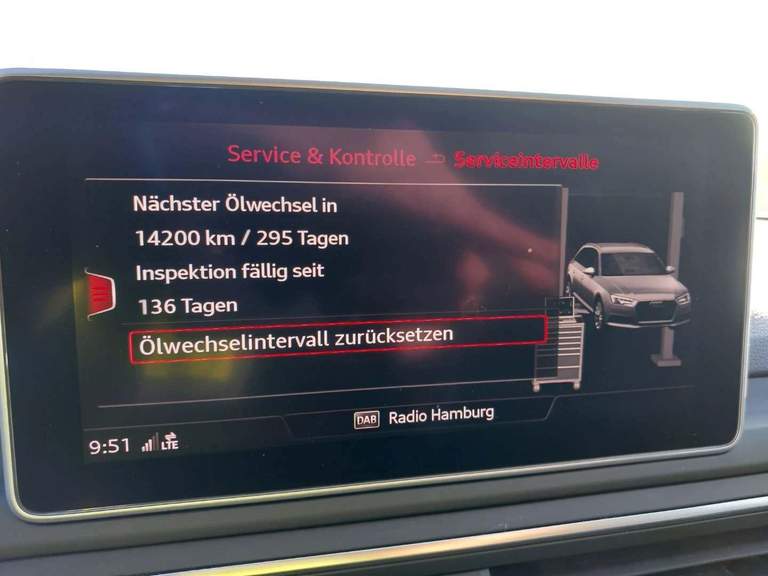 Service & Kontrolle Serviceintervalle
Nächster Ölwechsel in
14200 km / 295 Tagen
Inspektion fällig seit
136 Tagen
Ölwechselintervall zurücksetzen
DAB Radio Hamburg
9:51 LTE